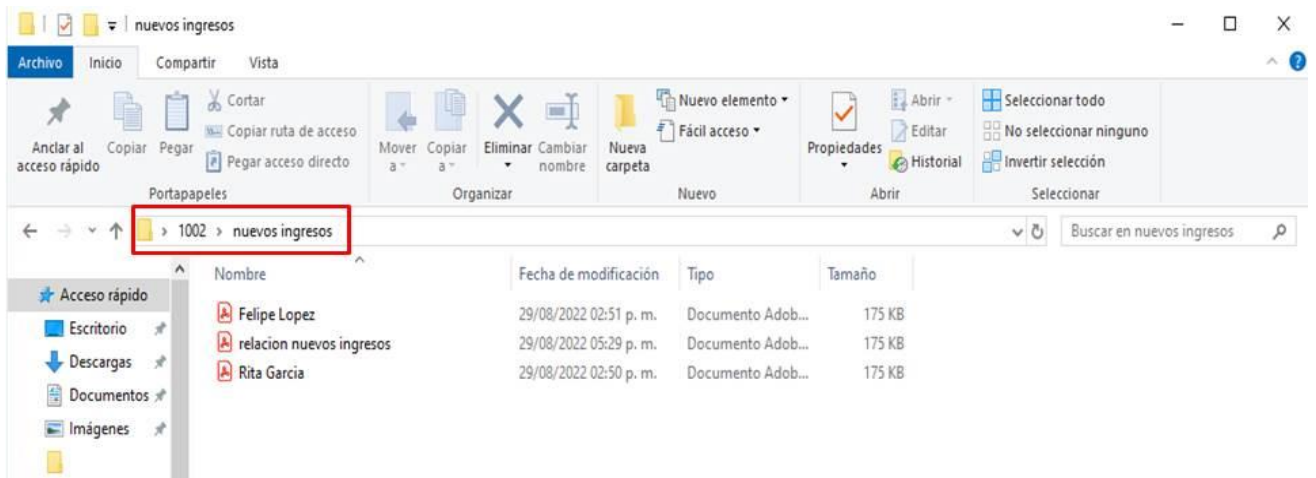 nuevos ingresos
Archivo Inicio Compartir Vista
Anclar al acceso rápido
Copiar
Pegar
Cortar
Copiar ruta de acceso
Pegar acceso directo
Portapapeles
Mover a
Copiar a
Eliminar
Cambiar nombre
Organizar
Nueva carpeta
Nuevo elemento
Fácil acceso
Nuevo
Propiedades
Abrir
Editar
Historial
Abrir
Seleccionar todo
No seleccionar ninguno
Invertir selección
Seleccionar
1002 > nuevos ingresos
Buscar en nuevos ingresos
Acceso rápido
Escritorio
Descargas
Documentos
Imágenes
Nombre Fecha de modificación Tipo Tamaño
Felipe Lopez 29/08/2022 02:51 p. m. Documento Adob... 175 KB
relacion nuevos ingresos 29/08/2022 05:29 p. m. Documento Adob... 175 KB
Rita Garcia 29/08/2022 02:50 p. m. Documento Adob... 175 KB